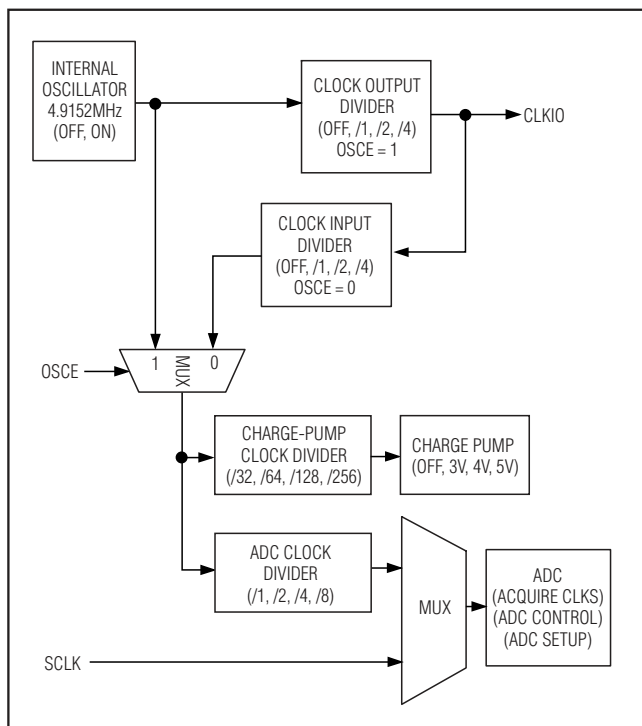 INTERNAL
OSCILLATOR
4.9152MHz
(OFF, ON)
CLOCK OUTPUT
DIVIDER
(OFF, /1, /2, /4)
OSCE = 1
CLKIO
CLOCK INPUT
DIVIDER
(OFF, /1, /2, /4)
OSCE = 0
OSCE
1
MUX
0
CHARGE-PUMP
CLOCK DIVIDER
(/32, /64, /128, /256)
CHARGE PUMP
(OFF, 3V, 4V, 5V)
ADC CLOCK
DIVIDER
(/1, /2, /4, /8)
MUX
ADC
(ACQUIRE CLKS)
(ADC CONTROL)
(ADC SETUP)
SCLK